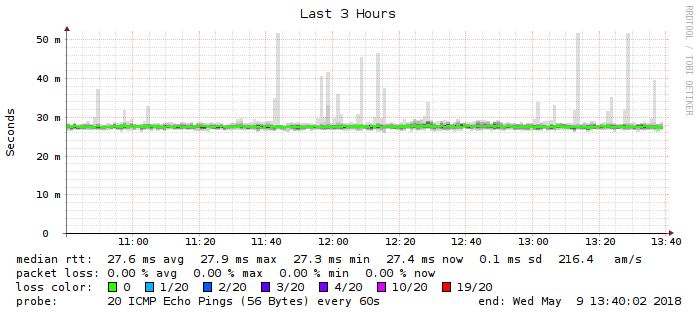 Last 3 Hours
RRDTOOL / TOBI OETIKER
Seconds
50 m
40 m
30 m
20 m
10 m
0
11:00 11:20 11:40 12:00 12:20 12:40 13:00 13:20 13:40
median rtt: 27.6 ms avg 27.9 ms max 27.3 ms min 27.4 ms now 0.1 ms sd 216.4 am/s
packet loss: 0.00 % avg 0.00 % max 0.00 % min 0.00 % now
loss color: 0 1/20 2/20 3/20 4/20 10/20 19/20
probe: 20 ICMP Echo Pings (56 Bytes) every 60s end: Wed May 9 13:40:02 2018